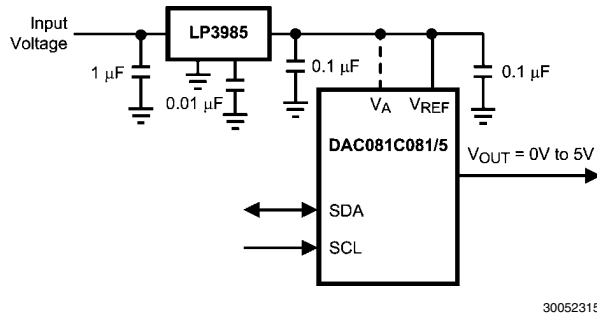 Input
Voltage
LP3985
1 μF
0.01 μF
0.1 μF
0.1 μF
VA
VREF
DAC081C081/5
VOUT = 0V to 5V
SDA
SCL
30052315